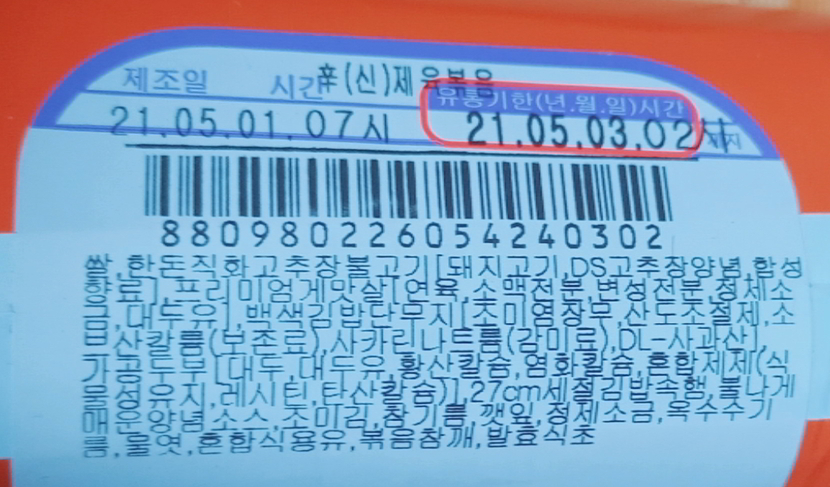 제조일 시간 辛(신)제육볶음
유통기한(년.월.일)시간
21.05.01.07시 21.05.03.02시
880980226054240302
쌀,한돈직화고추장불고기[돼지고기,DS고추장양념,합성
향료],프리미엄게맛살[연육,소맥전분,변성전분,정제소
금,대두유],백색김밥단무지[조미염장무,산도조절제,소
산칼륨(보존료),사카리나트륨(감미료),DL-사과산],
가공두부[대두,대두유,황산칼슘,염화칼슘,혼합제제(식
물성유지,레시틴,탄산칼슘)],27cm세절김밥속햄,불나게
매운양념소스,조미김,참기름,깻잎,정제소금,옥수수기
름,물엿,혼합식용유,볶음참깨,발효식초